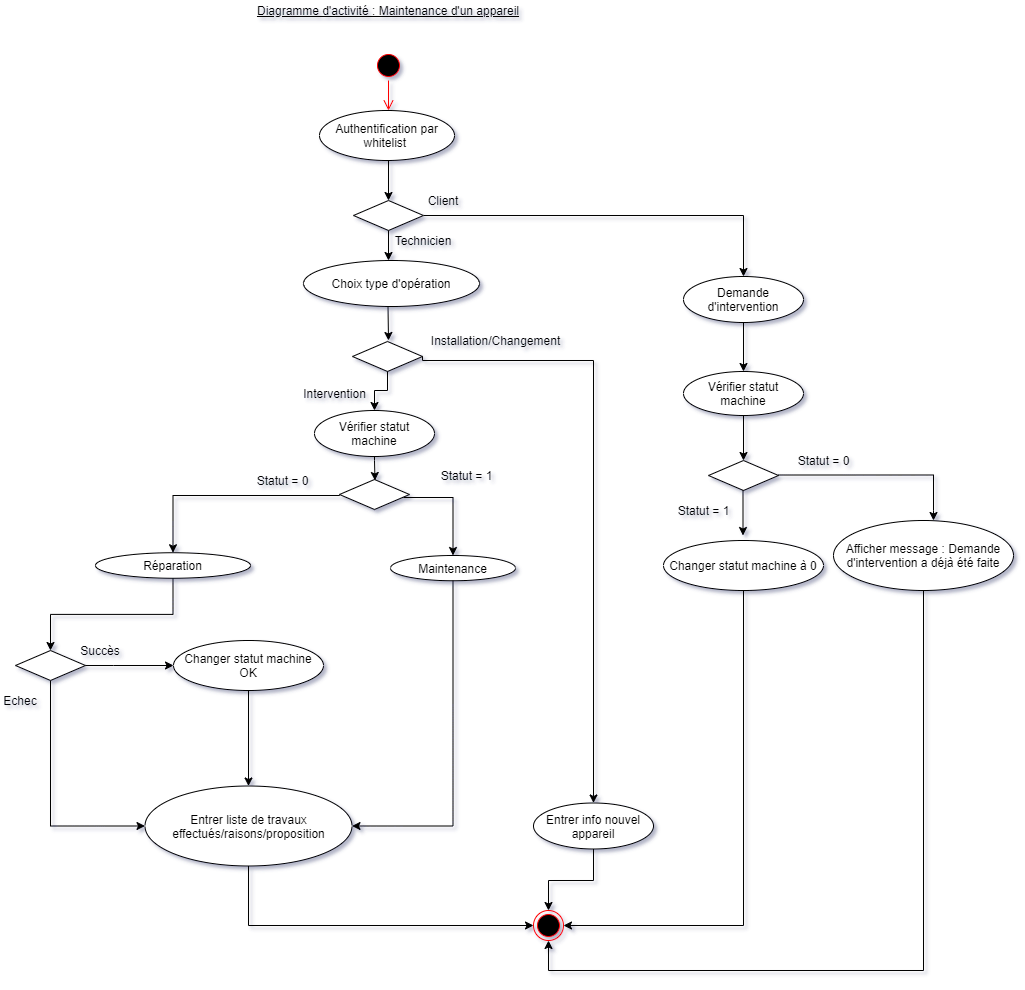 Diagramme d'activité : Maintenance d'un appareil
Authentification par
whitelist
Client
Technicien
Choix type d'opération
Demande
d'intervention
Installation/Changement
Intervention
Vérifier statut
machine
Vérifier statut
machine
Statut = 0
Statut = 1
Statut = 0
Statut = 1
Réparation
Maintenance
Changer statut machine à 0
Afficher message : Demande
d'intervention a déjà été faite
Succès
Changer statut machine
OK
Echec
Entrer liste de travaux
effectués/raisons/proposition
Entrer info nouvel
appareil